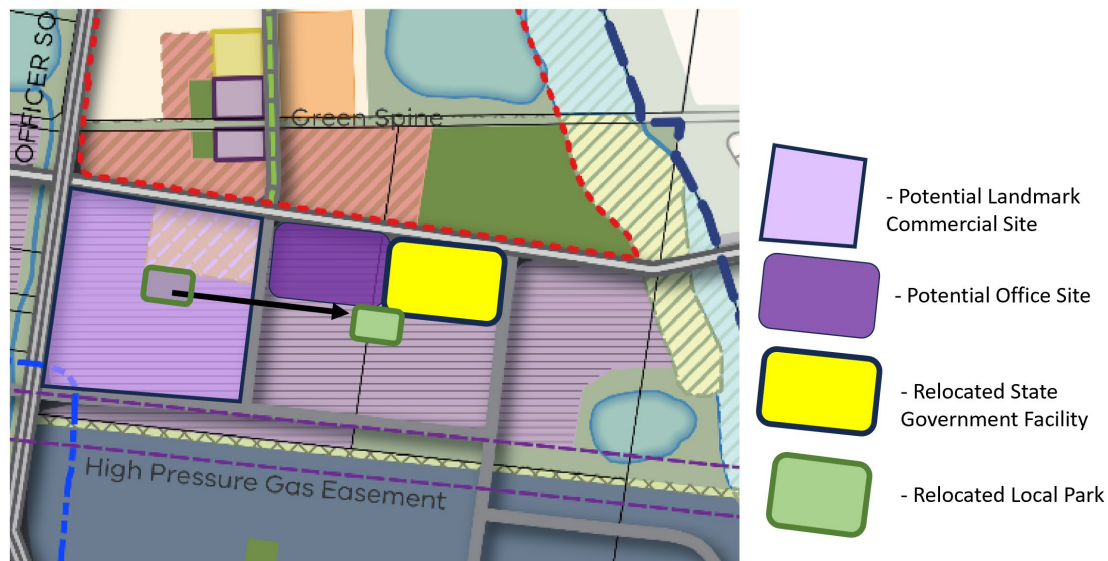 OFFICER SO
Green Spine
High Pressure Gas Easement
- Potential Landmark
Commercial Site
- Potential Office Site
- Relocated State
Government Facility
- Relocated Local Park